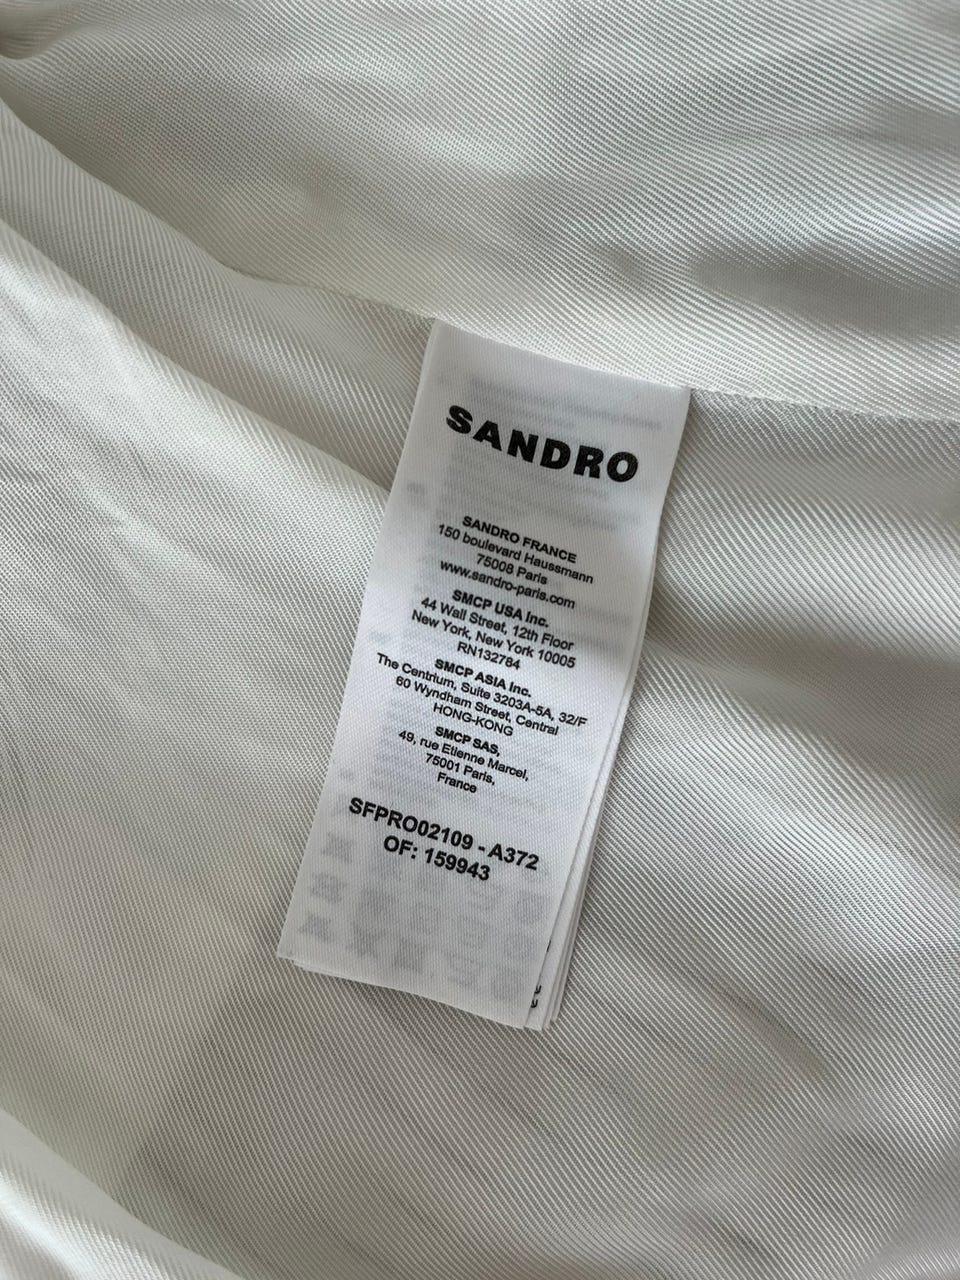 SANDRO
SANDRO FRANCE
150 boulevard Haussmann
75008 Paris
www.sandro-paris.com
SMCP USA Inc.
44 Wall Street, 12th Floor
New York, New York 10005
RN132784
SMCP ASIA Inc.
The Centrium, Suite 3203A-5A, 32/F
60 Wyndham Street, Central
HONG-KONG
SMCP SAS,
49, rue Etienne Marcel,
75001 Paris,
France
SFPRO02109 - A372
OF: 159943